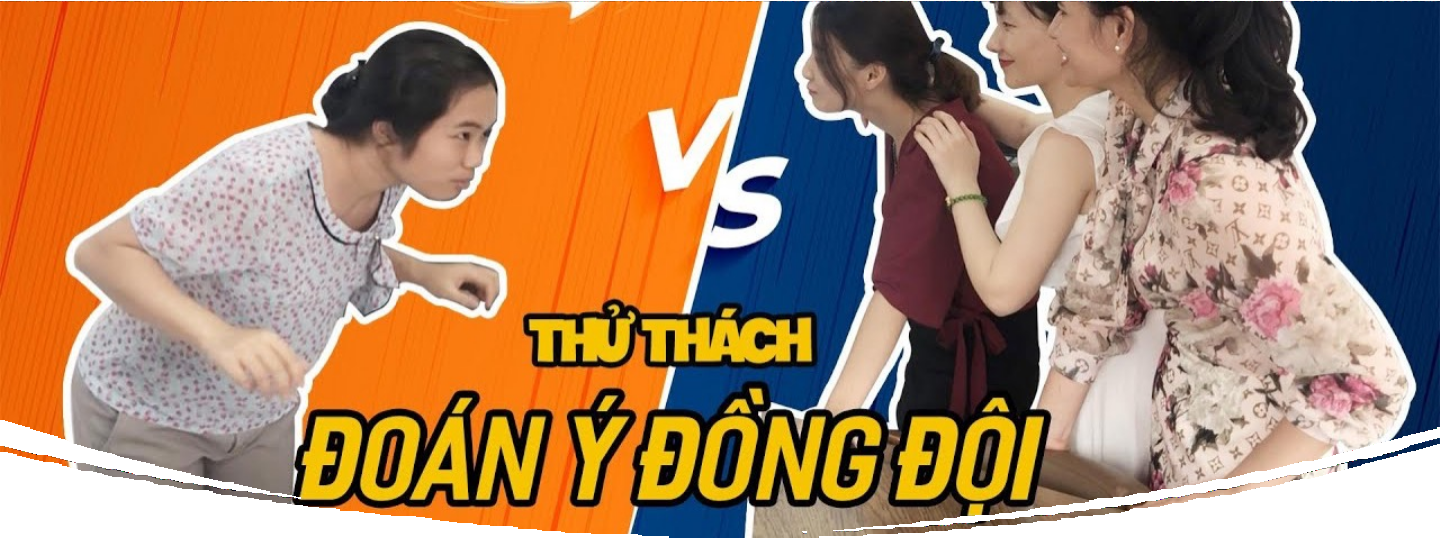 VS
THỬ THÁCH
ĐOÁN Ý ĐỒNG ĐỘI